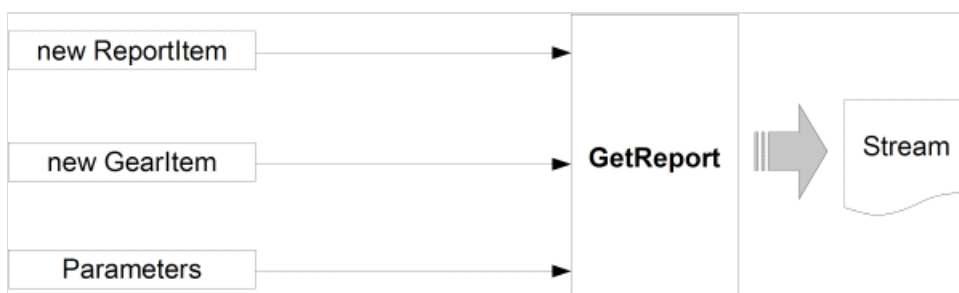 new ReportItem
new GearItem
GetReport
Stream
Parameters